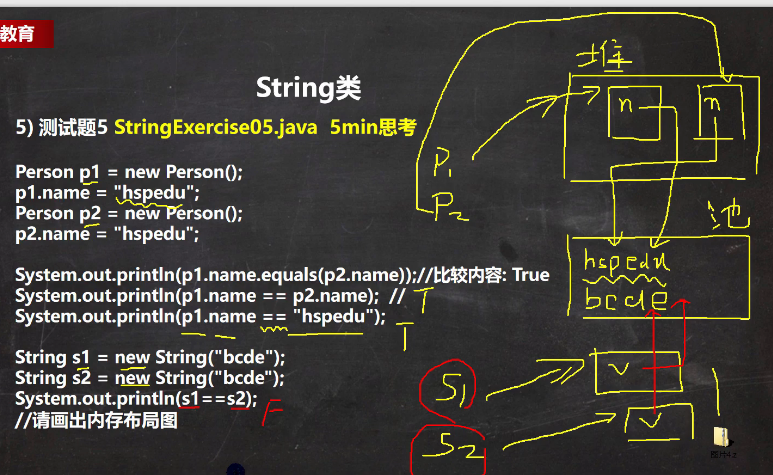 教育
String类
5) 测试题5 StringExercise05.java 5min思考
Person p1 = new Person();
p1.name = "hspedu";
Person p2 = new Person();
p2.name = "hspedu";
System.out.println(p1.name.equals(p2.name));//比较内容: True
System.out.println(p1.name == p2.name); // T
System.out.println(p1.name == "hspedu"); T
String s1 = new String("bcde");
String s2 = new String("bcde");
System.out.println(s1==s2); F
//请画出内存布局图
堆
n
n
P1
P2
池
hspedu
bcde
S1
v
S2
v